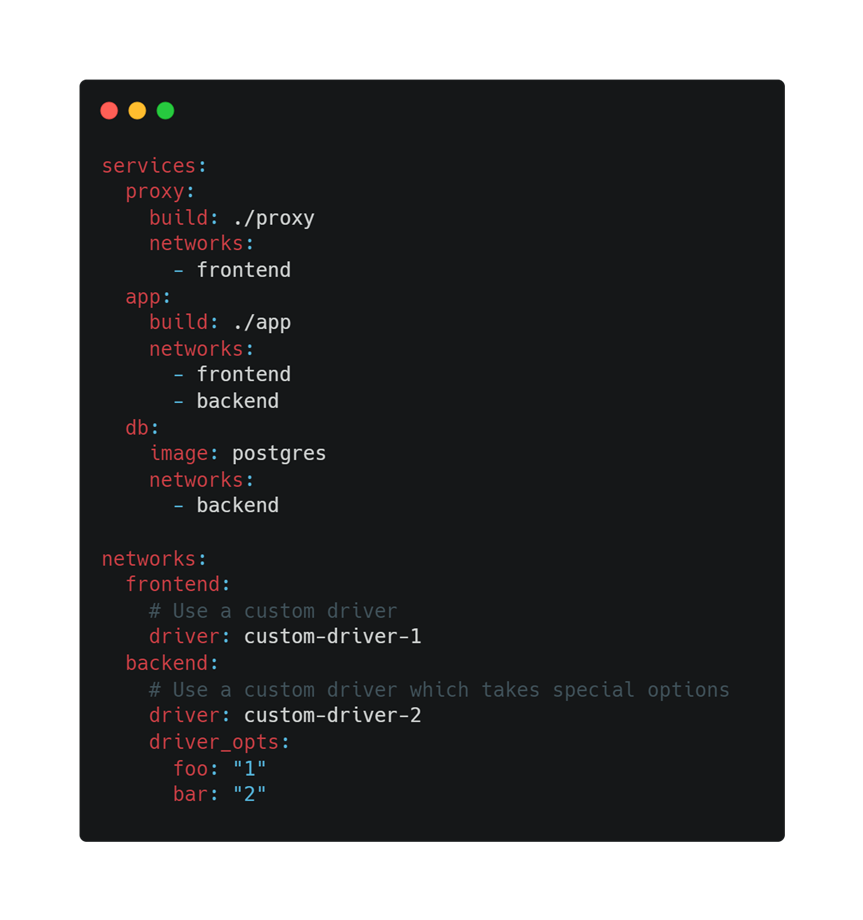 services:
  proxy:
    build: ./proxy
    networks:
      - frontend
  app:
    build: ./app
    networks:
      - frontend
      - backend
  db:
    image: postgres
    networks:
      - backend

networks:
  frontend:
    # Use a custom driver
    driver: custom-driver-1
  backend:
    # Use a custom driver which takes special options
    driver: custom-driver-2
    driver_opts:
      foo: "1"
      bar: "2"